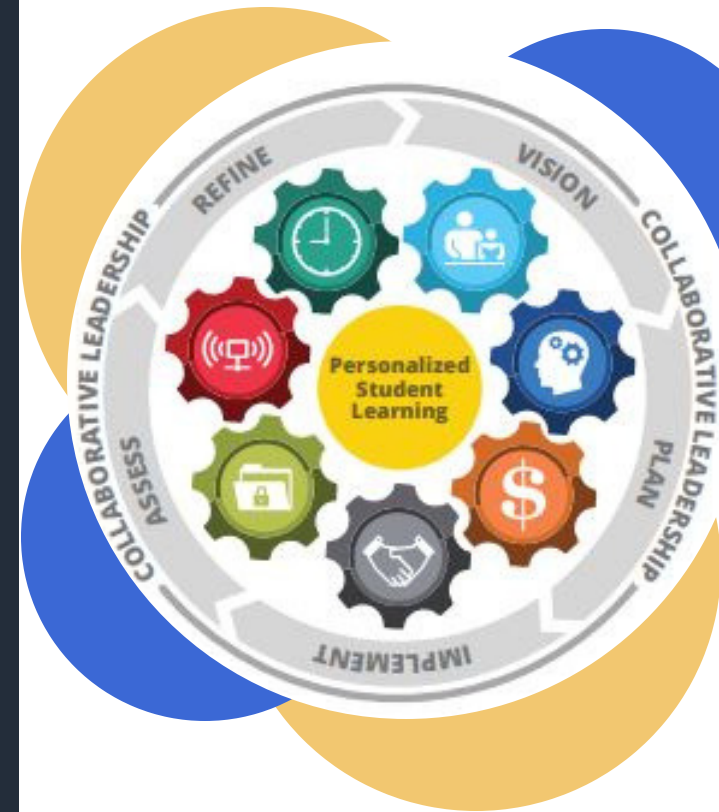 COLLABORATIVE LEADERSHIP
COLLABORATIVE LEADERSHIP
REFINE
VISION
PLAN
IMPLEMENT
ASSESS
Personalized
Student
Learning
$